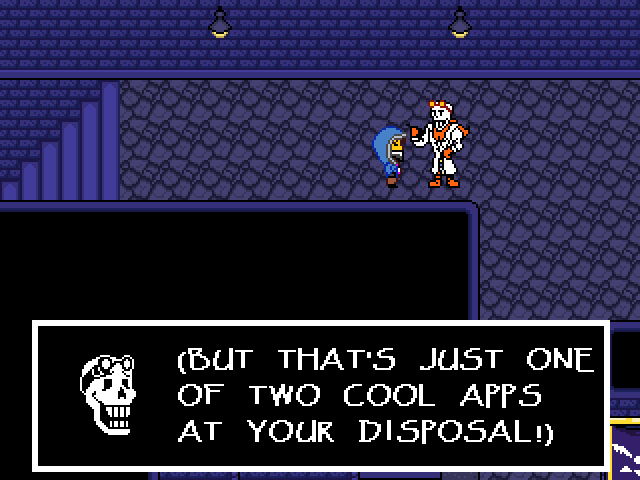 (BUT THAT'S JUST ONE
OF TWO COOL APPS
AT YOUR DISPOSAL!)